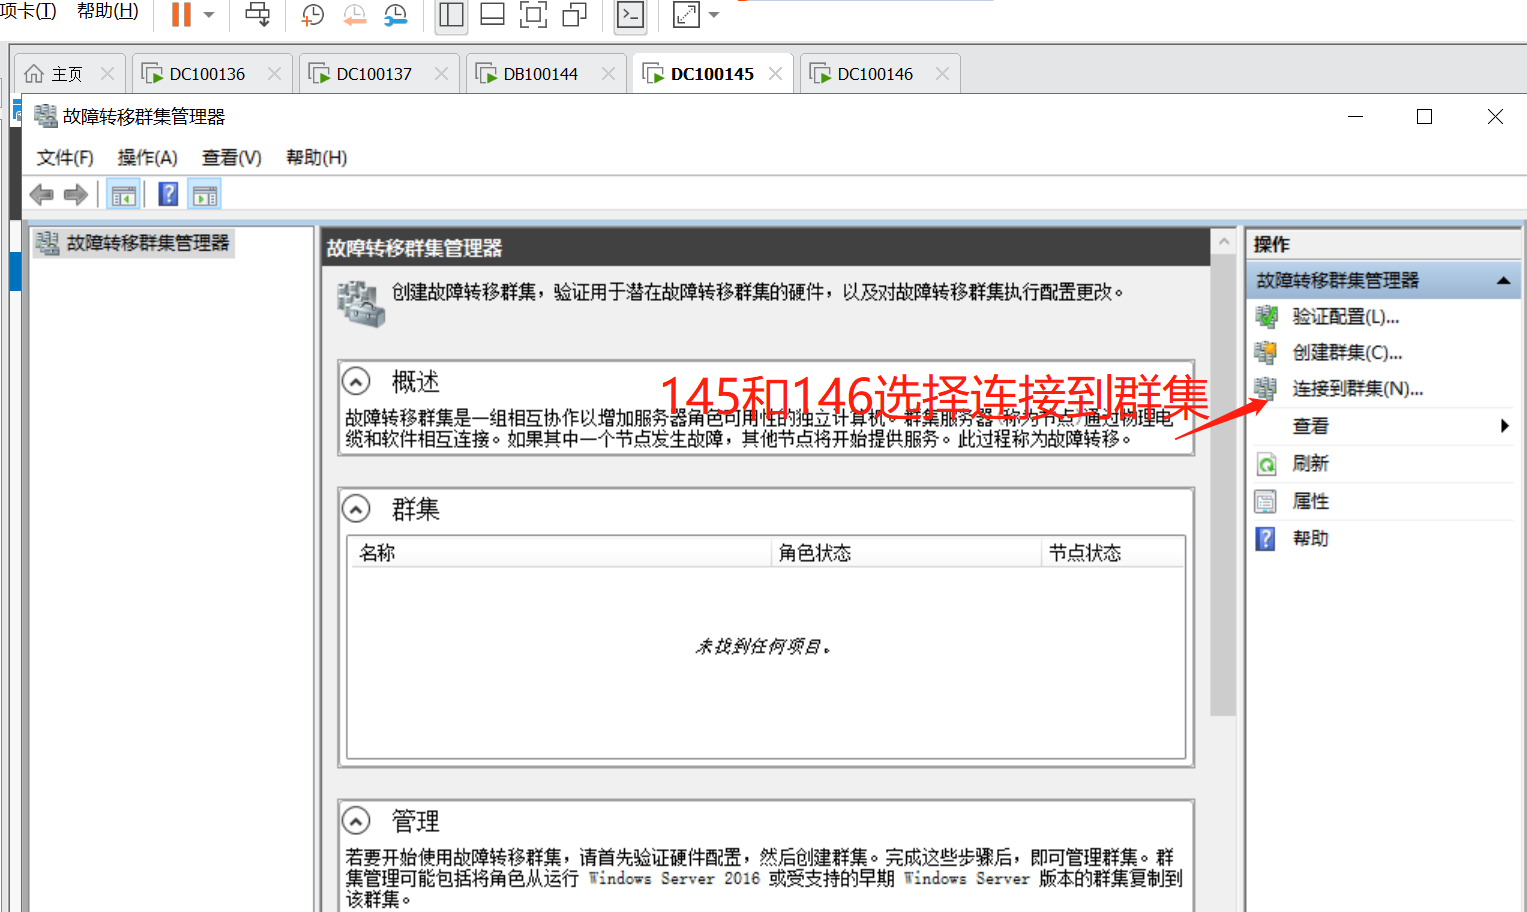 项卡(T) 帮助(H)
主页 DC100136 DC100137 DB100144 DC100145 DC100146
故障转移群集管理器
文件(F) 操作(A) 查看(V) 帮助(H)
故障转移群集管理器
故障转移群集管理器
创建故障转移群集，验证用于潜在故障转移群集的硬件，以及对故障转移群集执行配置更改。
概述
145和146选择连接到群集
故障转移群集是一组相互协作以增加服务器角色可用性的独立计算机。群集服务器(称为节点)通过物理电
缆和软件相互连接。如果其中一个节点发生故障，其他节点将开始提供服务。此过程称为故障转移。
群集
名称 角色状态 节点状态
未找到任何项目。
管理
若要开始使用故障转移群集，请首先验证硬件配置，然后创建群集。完成这些步骤后，即可管理群集。群
集管理可能包括将角色从运行 Windows Server 2016 或受支持的早期 Windows Server 版本的群集复制到
该群集。
操作
故障转移群集管理器
验证配置(L)...
创建群集(C)...
连接到群集(N)...
查看
刷新
属性
帮助